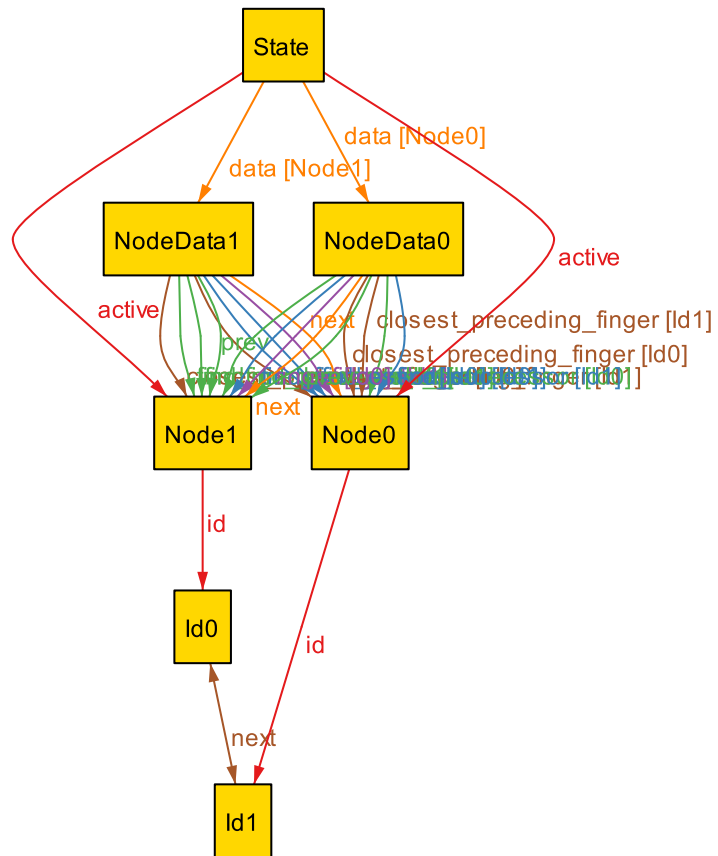 State
data [Node0]
data [Node1]
NodeData1
NodeData0
active
active
next
closest_preceding_finger [Id1]
prev
closest_preceding_finger [Id0]
next
Node1
Node0
id
Id0
id
next
Id1